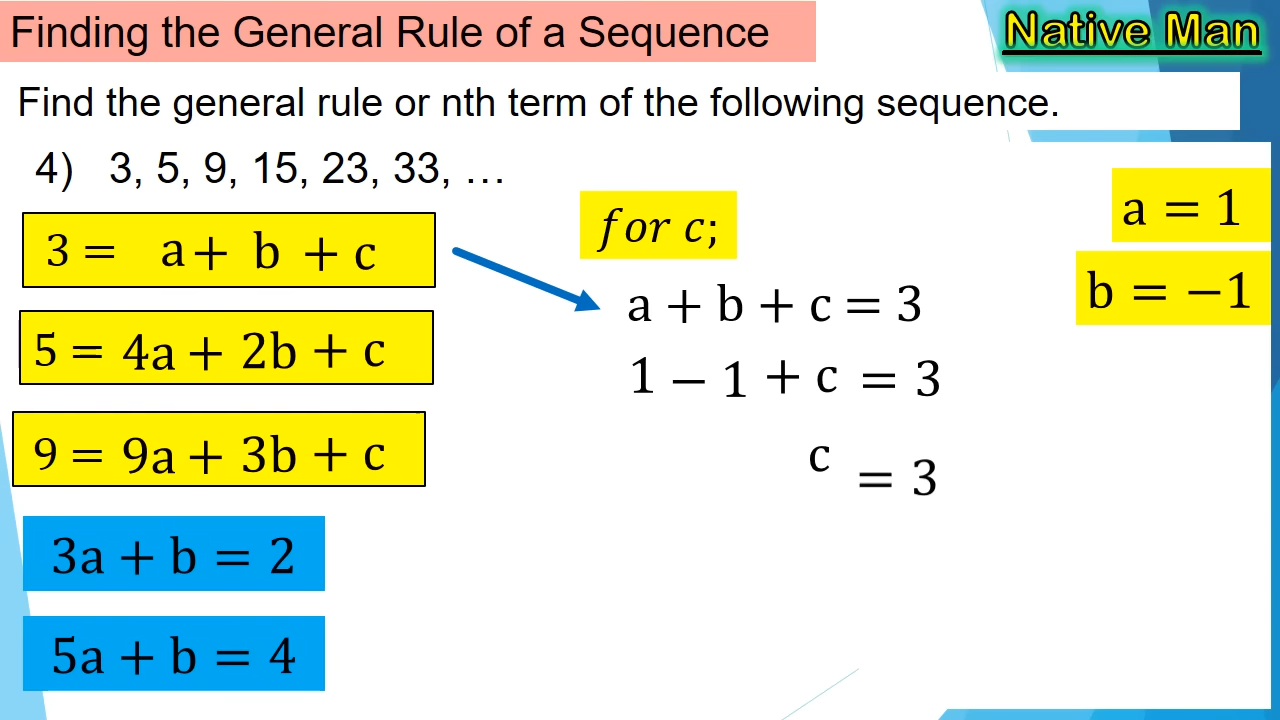 Finding the General Rule of a Sequence
Native Man
Find the general rule or nth term of the following sequence.
4) 3, 5, 9, 15, 23, 33, …
3 = a + b + c
5 = 4a + 2b + c
9 = 9a + 3b + c
3a + b = 2
5a + b = 4
for c;
a + b + c = 3
1 − 1 + c = 3
c = 3
a = 1
b = −1